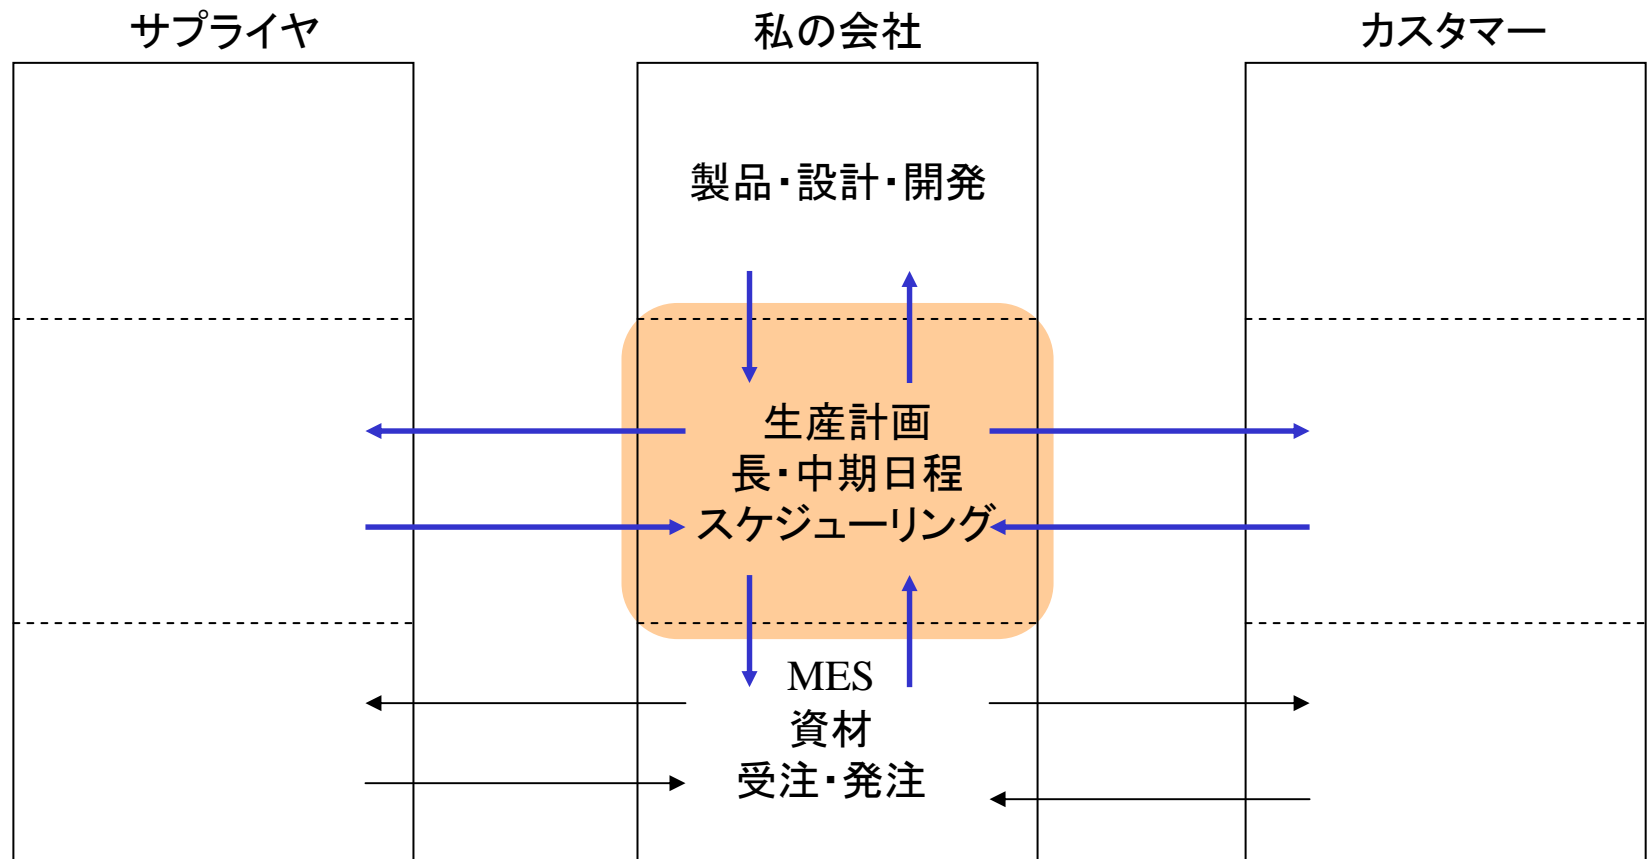 サプライヤ
私の会社
カスタマー
製品・設計・開発
生産計画
長・中期日程
スケジューリング
MES
資材
受注・発注